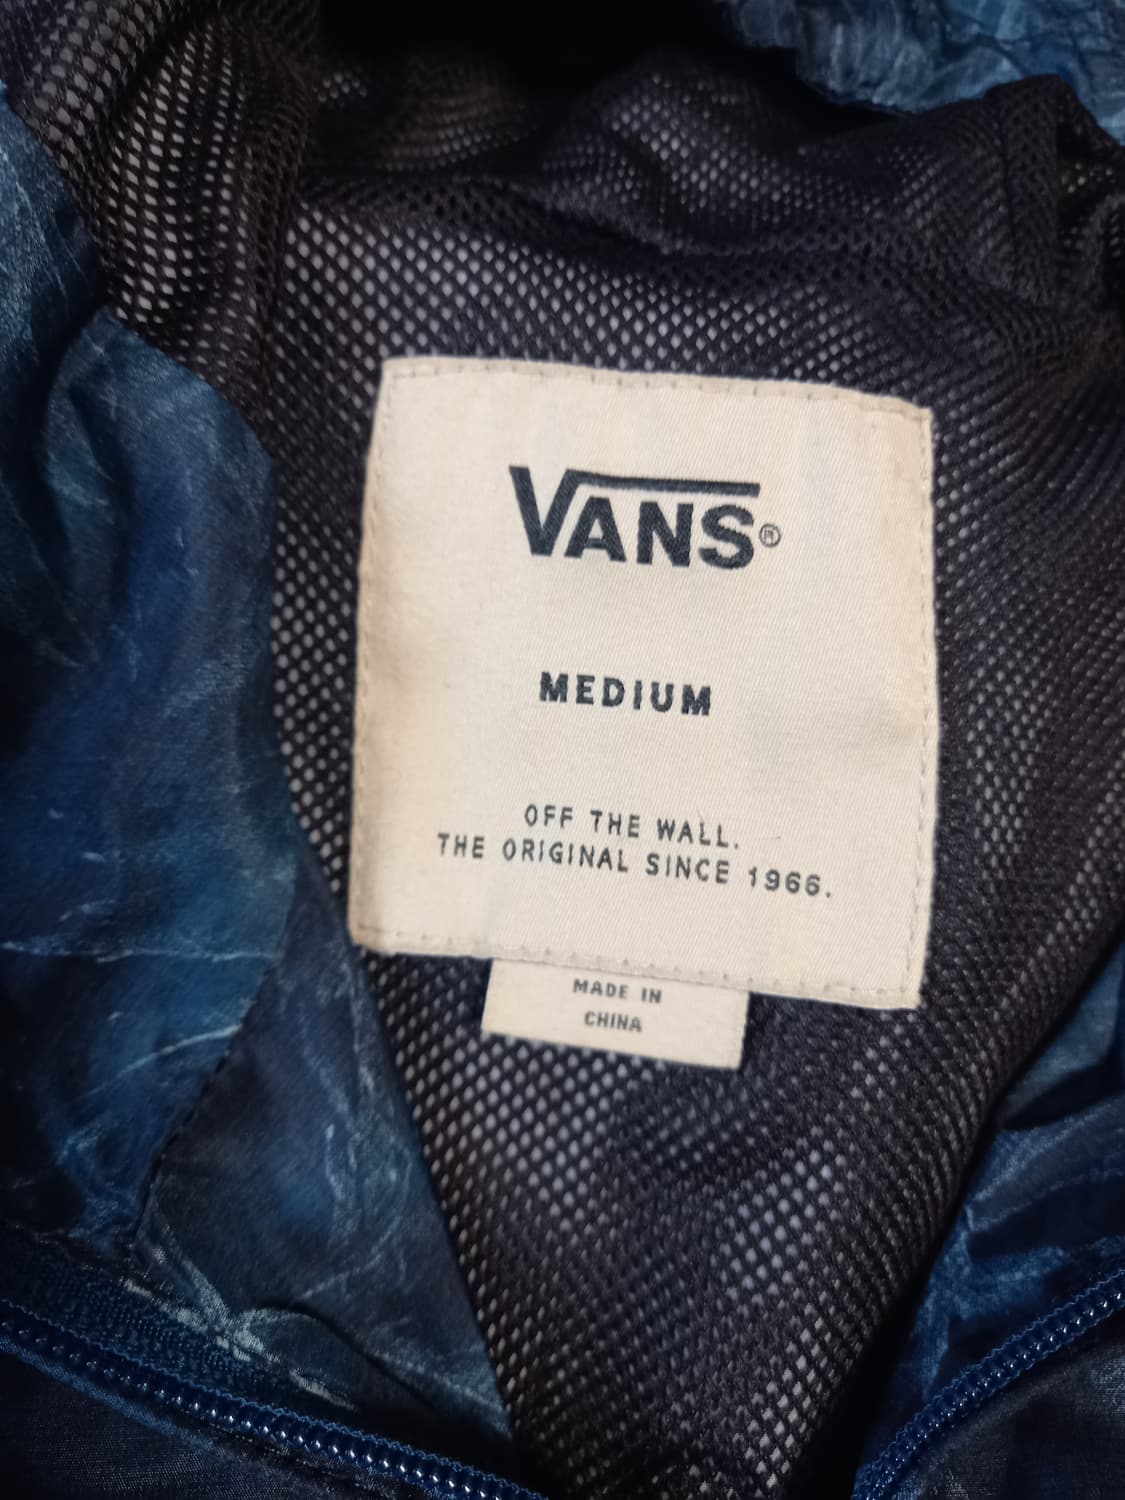 VANS®
MEDIUM
OFF THE WALL.
THE ORIGINAL SINCE 1966.
MADE IN
CHINA